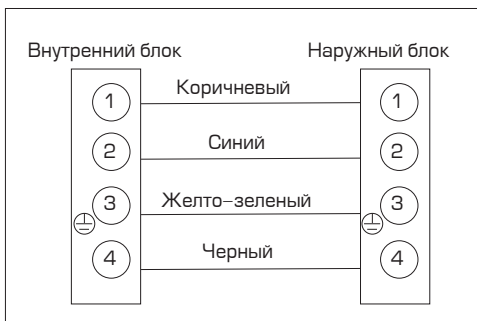 Внутренний блок Наружный блок
1 Коричневый 1
2 Синий 2
3 Желто–зеленый 3
4 Черный 4